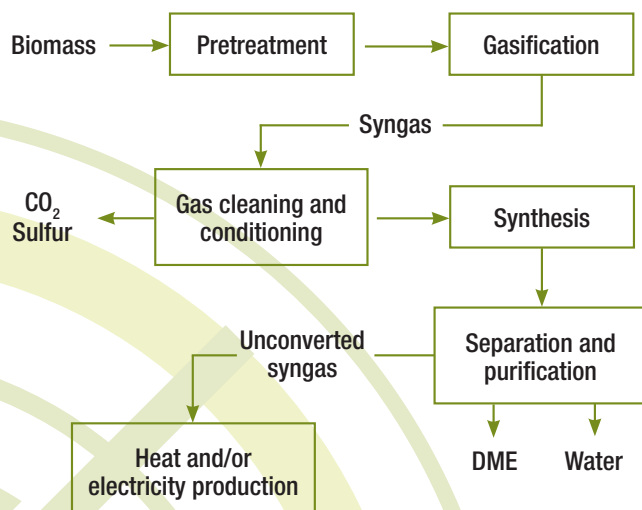 Biomass
Pretreatment
Gasification
Syngas
CO₂
Sulfur
Gas cleaning and
conditioning
Synthesis
Unconverted
syngas
Separation and
purification
Heat and/or
electricity production
DME
Water